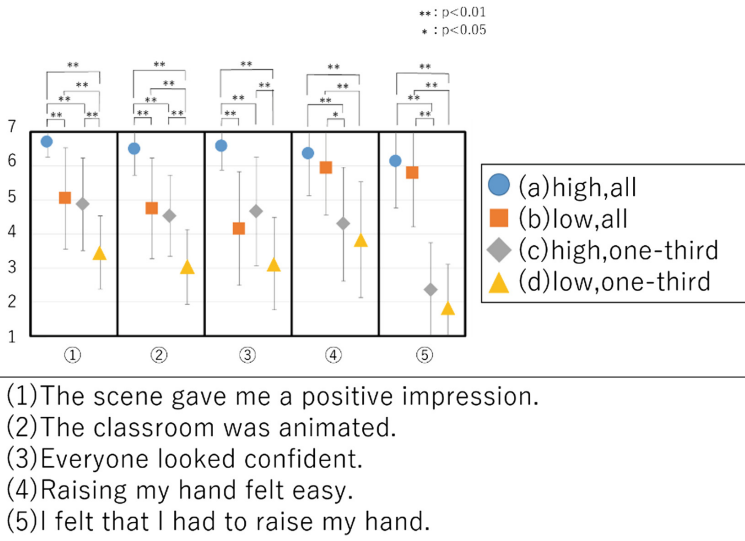 **: p<0.01
*: p<0.05
** ** ** ** **
** ** ** ** **
** ** ** ** **
** ** ** ** ** * **
7
6
5
4
3
2
1
① ② ③ ④ ⑤
(a)high,all
(b)low,all
(c)high,one-third
(d)low,one-third
(1)The scene gave me a positive impression.
(2)The classroom was animated.
(3)Everyone looked confident.
(4)Raising my hand felt easy.
(5)I felt that I had to raise my hand.